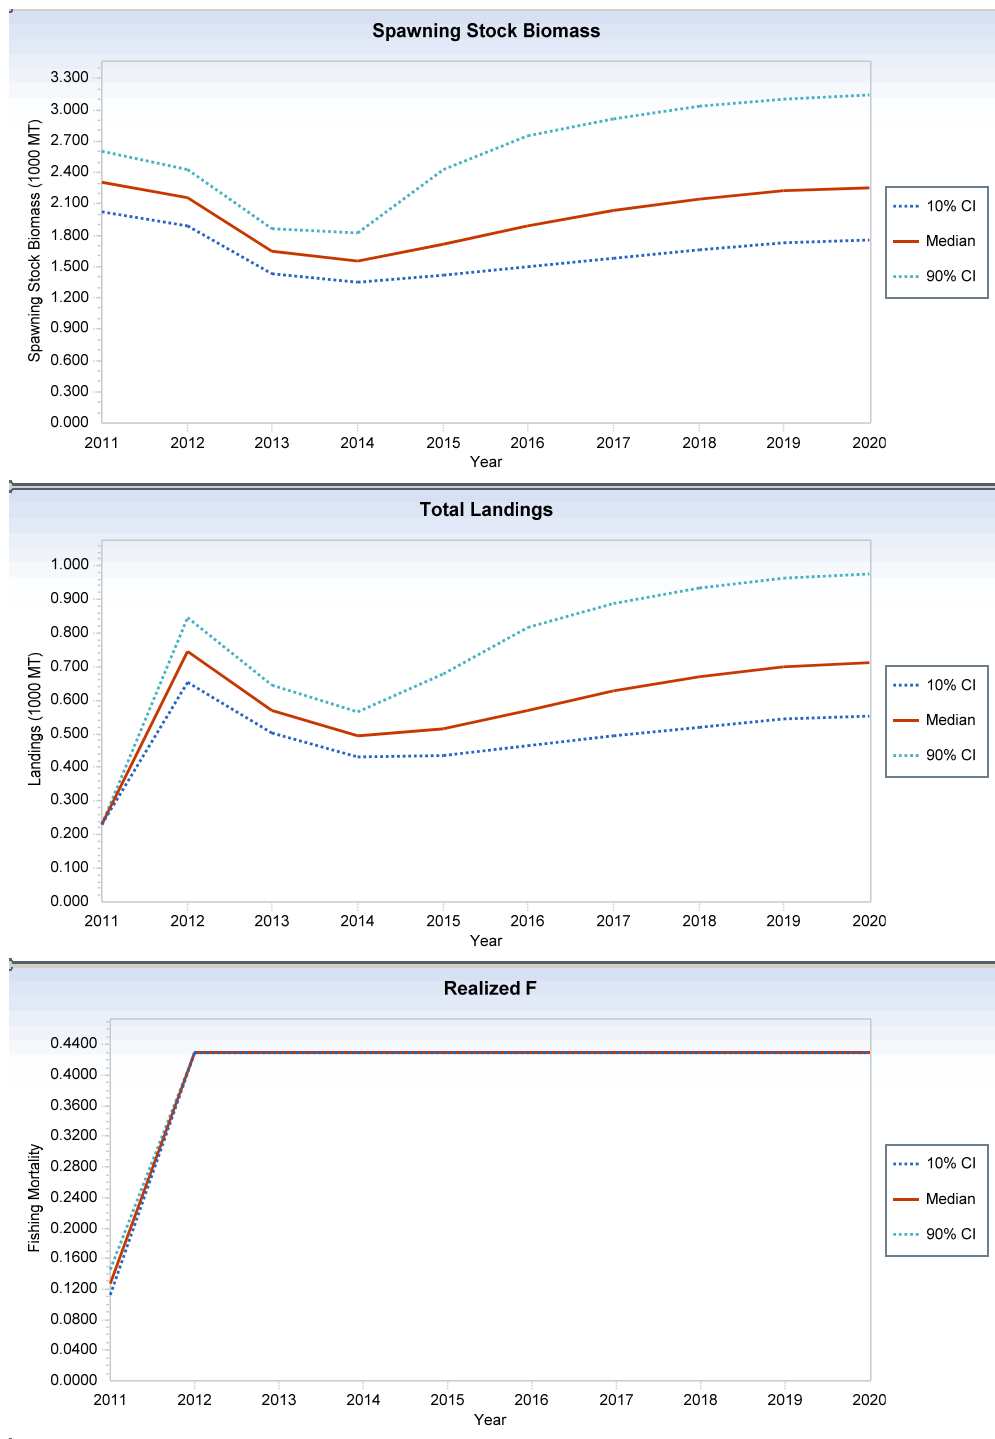 Spawning Stock Biomass
Spawning Stock Biomass (1000 MT)
3.300
3.000
2.700
2.400
2.100
1.800
1.500
1.200
0.900
0.600
0.300
0.000
2011 2012 2013 2014 2015 2016 2017 2018 2019 2020
Year
10% CI
Median
90% CI
Total Landings
Landings (1000 MT)
1.000
0.900
0.800
0.700
0.600
0.500
0.400
0.300
0.200
0.100
0.000
2011 2012 2013 2014 2015 2016 2017 2018 2019 2020
Year
10% CI
Median
90% CI
Realized F
Fishing Mortality
0.4400
0.4000
0.3600
0.3200
0.2800
0.2400
0.2000
0.1600
0.1200
0.0800
0.0400
0.0000
2011 2012 2013 2014 2015 2016 2017 2018 2019 2020
Year
10% CI
Median
90% CI